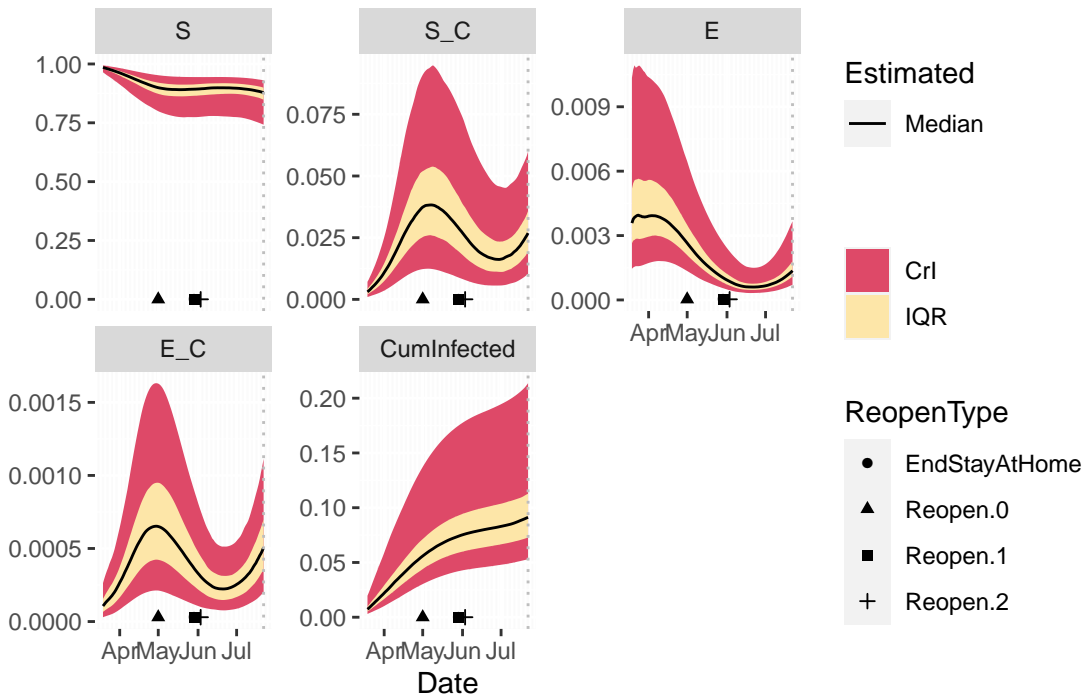 S
S_C
E
1.00
0.75
0.50
0.25
0.00
0.075
0.050
0.025
0.000
0.009
0.006
0.003
0.000
Apr May Jun Jul
E_C
CumInfected
0.0015
0.0010
0.0005
0.0000
0.20
0.15
0.10
0.05
0.00
Apr May Jun Jul
Apr May Jun Jul
Date
Estimated
Median
CrI
IQR
ReopenType
EndStayAtHome
Reopen.0
Reopen.1
Reopen.2